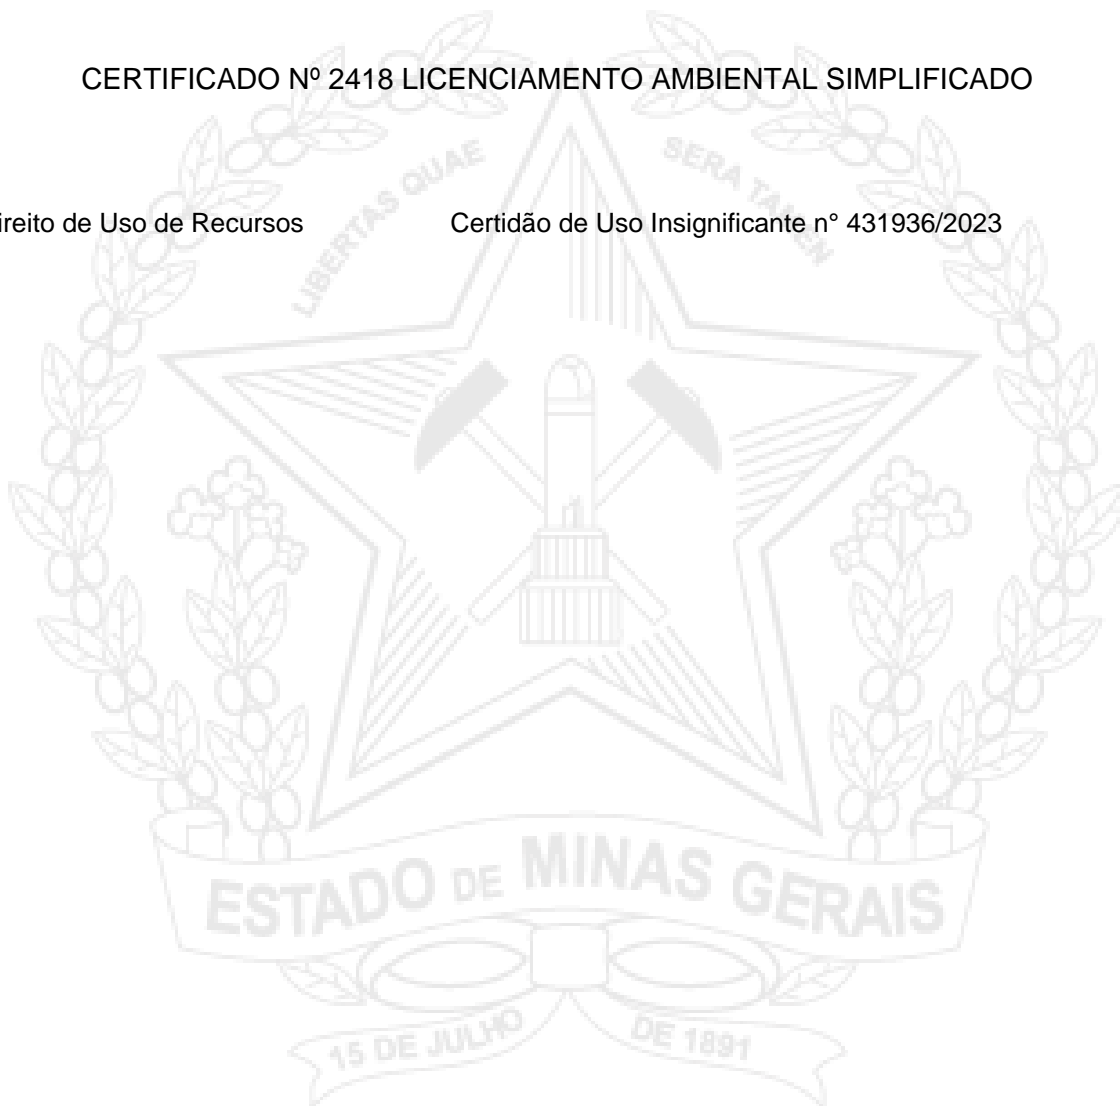 CERTIFICADO Nº 2418 LICENCIAMENTO AMBIENTAL SIMPLIFICADO
LIBERTAS QUAE SERA TAMEN
ireito de Uso de Recursos Certidão de Uso Insignificante n° 431936/2023
ESTADO DE MINAS GERAIS
15 DE JULHO DE 1891